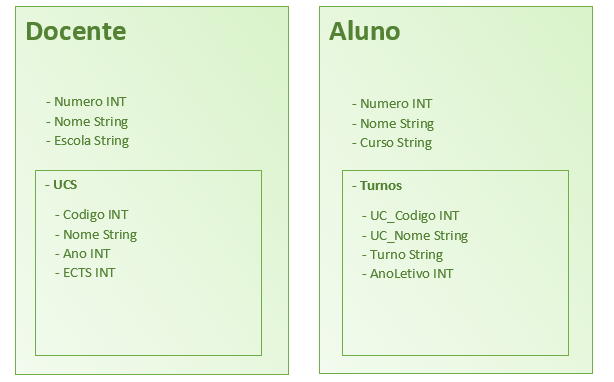 Docente
- Numero INT
- Nome String
- Escola String
- UCS
- Codigo INT
- Nome String
- Ano INT
- ECTS INT
Aluno
- Numero INT
- Nome String
- Curso String
- Turnos
- UC_Codigo INT
- UC_Nome String
- Turno String
- AnoLetivo INT